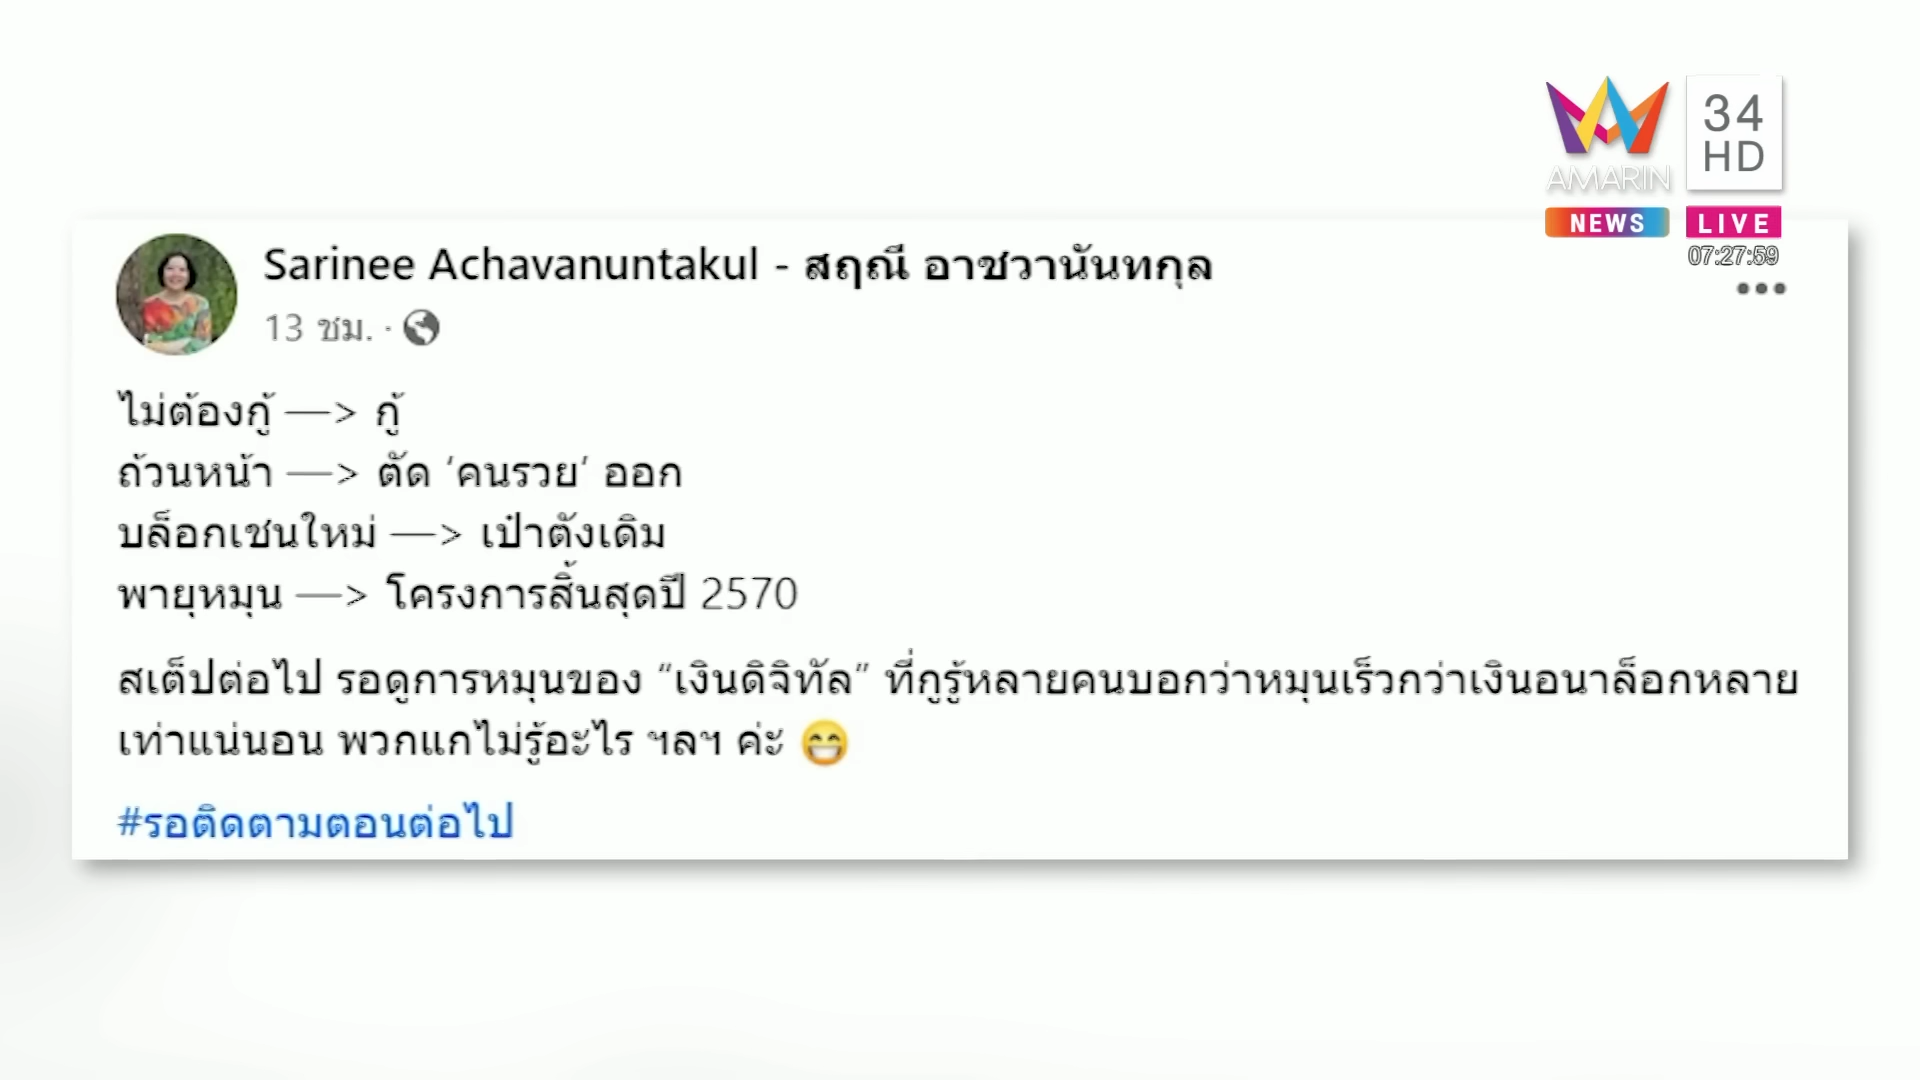 AMARIN
34
HD
NEWS
LIVE
07:27:59
Sarinee Achavanuntakul - สฤณี อาชวานันทกุล
13 ชม. ·
ไม่ต้องกู้ —> กู้
ถ้วนหน้า —> ตัด ‘คนรวย’ ออก
บล็อกเชนใหม่ —> เป๋าตังเดิม
พายุหมุน —> โครงการสิ้นสุดปี 2570
สเต็ปต่อไป รอดูการหมุนของ “เงินดิจิทัล” ที่กูรู้หลายคนบอกว่าหมุนเร็วกว่าเงินอนาล็อกหลาย
เท่าแน่นอน พวกแกไม่รู้อะไร ฯลฯ ค่ะ 😁
#รอติดตามตอนต่อไป